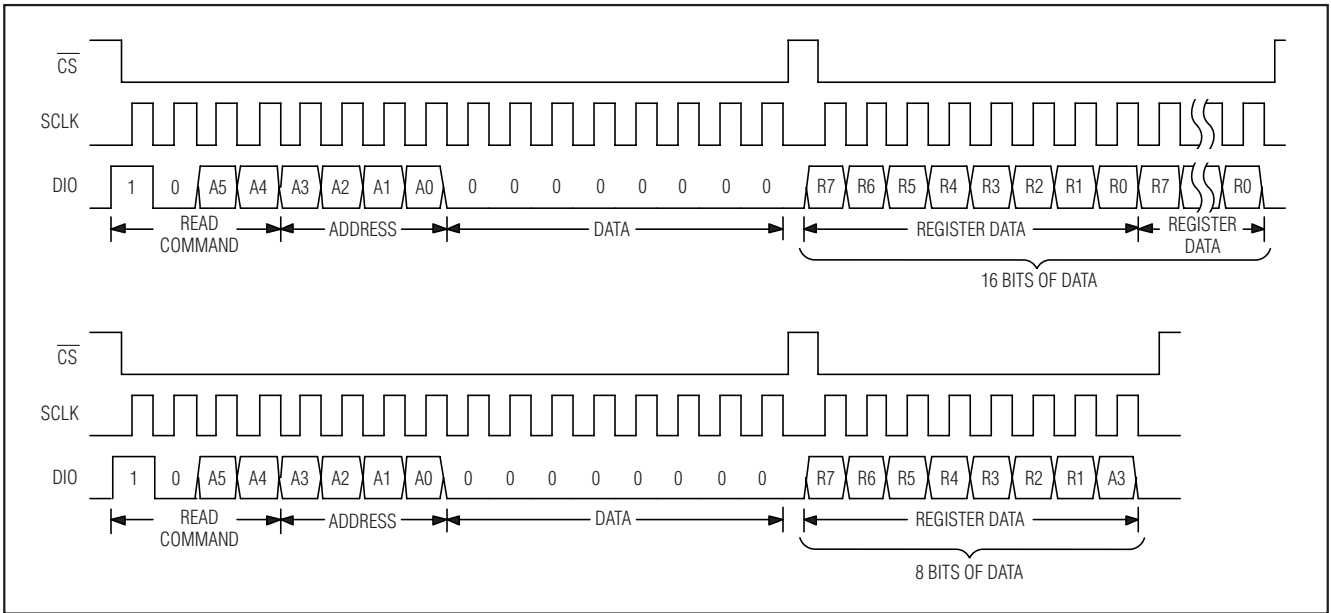 CS
SCLK
DIO 1 0 A5 A4 A3 A2 A1 A0 0 0 0 0 0 0 0 0 R7 R6 R5 R4 R3 R2 R1 R0 R7 R0
READ COMMAND ADDRESS DATA REGISTER DATA REGISTER DATA
16 BITS OF DATA
CS
SCLK
DIO 1 0 A5 A4 A3 A2 A1 A0 0 0 0 0 0 0 0 0 R7 R6 R5 R4 R3 R2 R1 A3
READ COMMAND ADDRESS DATA REGISTER DATA
8 BITS OF DATA